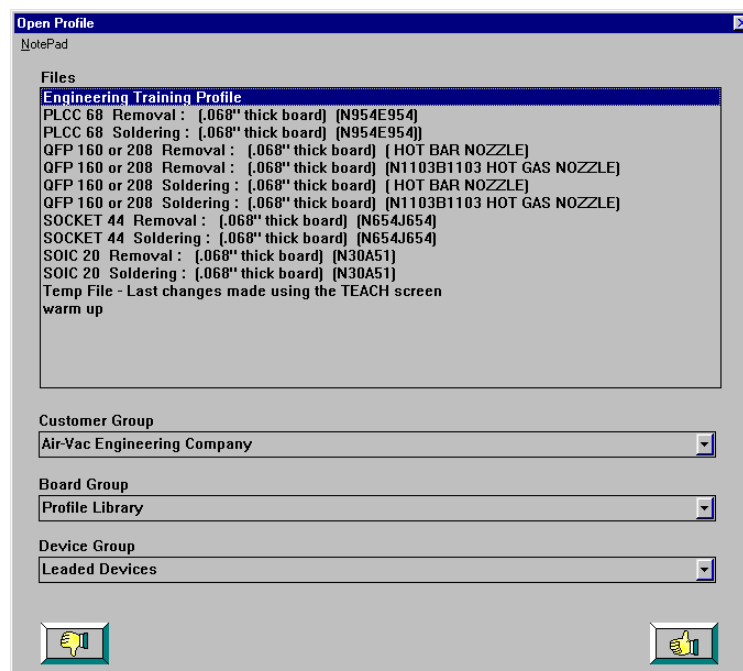 Open Profile
NotePad
Files
Engineering Training Profile
PLCC 68 Removal : (.068" thick board) (N954E954)
PLCC 68 Soldering : (.068" thick board) (N954E954))
QFP 160 or 208 Removal : (.068" thick board) ( HOT BAR NOZZLE)
QFP 160 or 208 Removal : (.068" thick board) (N1103B1103 HOT GAS NOZZLE)
QFP 160 or 208 Soldering : (.068" thick board) ( HOT BAR NOZZLE)
QFP 160 or 208 Soldering : (.068" thick board) (N1103B1103 HOT GAS NOZZLE)
SOCKET 44 Removal : (.068" thick board) (N654J654)
SOCKET 44 Soldering : (.068" thick board) (N654J654)
SOIC 20 Removal : (.068" thick board) (N30A51)
SOIC 20 Soldering : (.068" thick board) (N30A51)
Temp File - Last changes made using the TEACH screen
warm up
Customer Group
Air-Vac Engineering Company
Board Group
Profile Library
Device Group
Leaded Devices